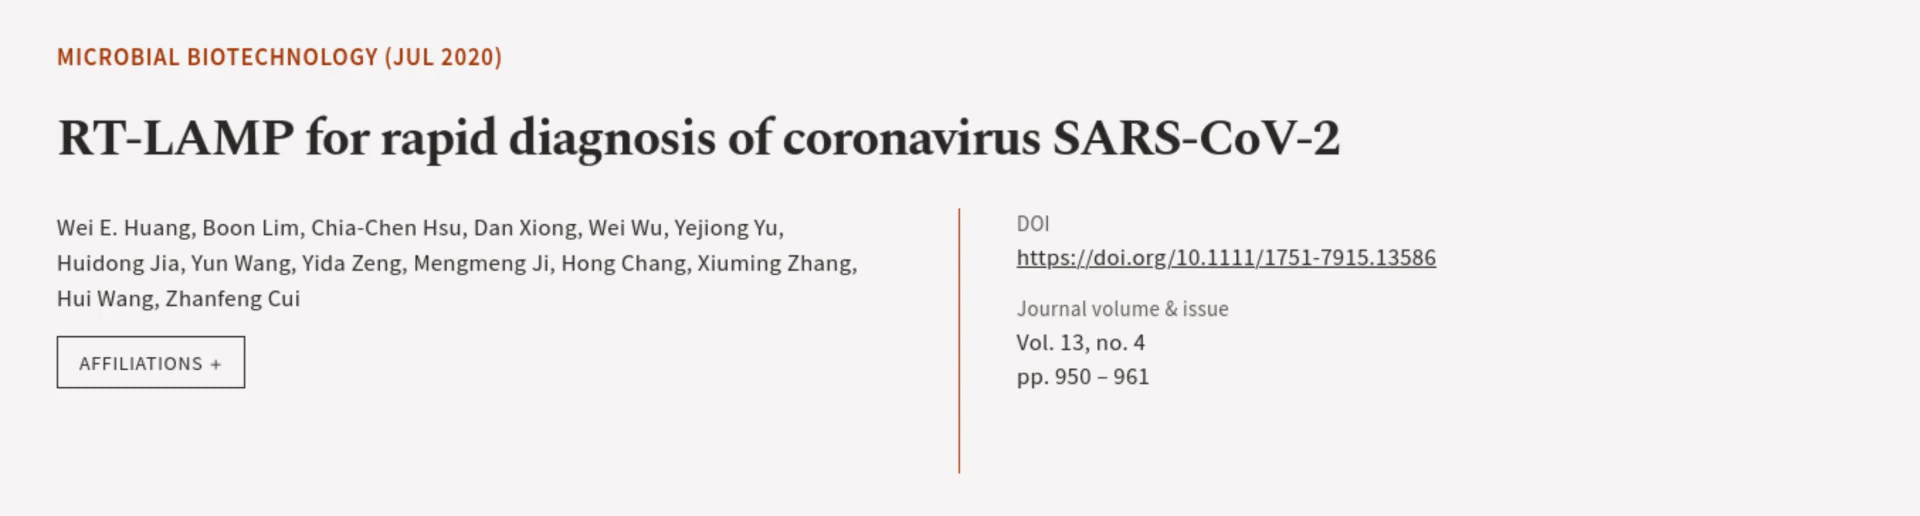 MICROBIAL BIOTECHNOLOGY (JUL 2020)
RT-LAMP for rapid diagnosis of coronavirus SARS-CoV-2
Wei E. Huang, Boon Lim, Chia-Chen Hsu, Dan Xiong, Wei Wu, Yejiong Yu,
Huidong Jia, Yun Wang, Yida Zeng, Mengmeng Ji, Hong Chang, Xiuming Zhang,
Hui Wang, Zhanfeng Cui
AFFILIATIONS +
DOI
https://doi.org/10.1111/1751-7915.13586
Journal volume & issue
Vol. 13, no. 4
pp. 950 – 961